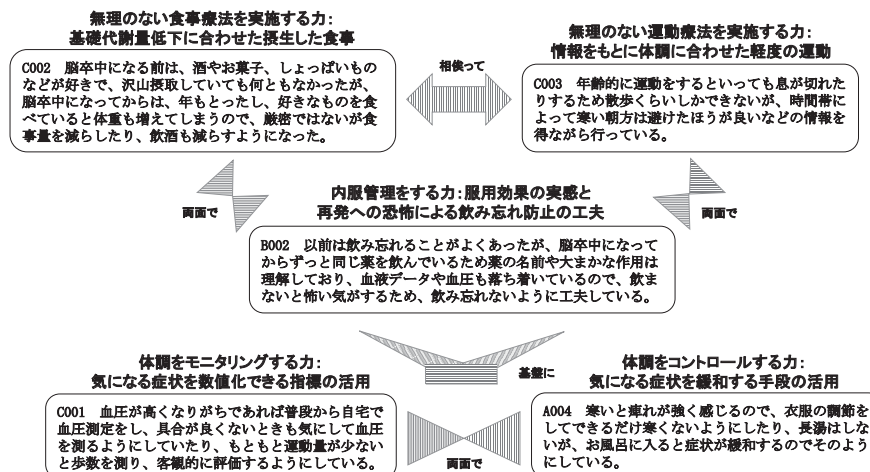 無理のない食事療法を実施する力：
基礎代謝量低下に合わせた摂生した食事
C002　脳卒中になる前は、酒やお菓子、しょっぱいもの
などが好きで、沢山摂取していても何ともなかったが、
脳卒中になってからは、年もとったし、好きなものを食
べていると体重も増えてしまうので、厳密ではないが食
事量を減らしたり、飲酒も減らすようになった。
相俟って
無理のない運動療法を実施する力：
情報をもとに体調に合わせた軽度の運動
C003　年齢的に運動をするといっても息が切れた
りするため散歩くらいしかできないが、時間帯に
よって寒い朝方は避けたほうが良いなどの情報を
得ながら行っている。
両面で
内服管理をする力：服用効果の実感と
再発への恐怖による飲み忘れ防止の工夫
両面で
B002　以前は飲み忘れることがよくあったが、脳卒中になって
からずっと同じ薬を飲んでいるため薬の名前や大まかな作用は
理解しており、血液データや血圧も落ち着いているので、飲ま
ないと怖い気がするため、飲み忘れないように工夫している。
基盤に
体調をモニタリングする力：
気になる症状を数値化できる指標の活用
C001　血圧が高くなりがちであれば普段から自宅で
血圧測定をし、具合が良くないときも気にして血圧
を測るようにしていたり、もともと運動量が少ない
と歩数を測り、客観的に評価するようにしている。
両面で
体調をコントロールする力：
気になる症状を緩和する手段の活用
A004　寒いと痺れが強く感じるので、衣服の調節を
してできるだけ寒くないようにしたり、長湯はしな
いが、お風呂に入ると症状が緩和するのでそのよう
にしている。